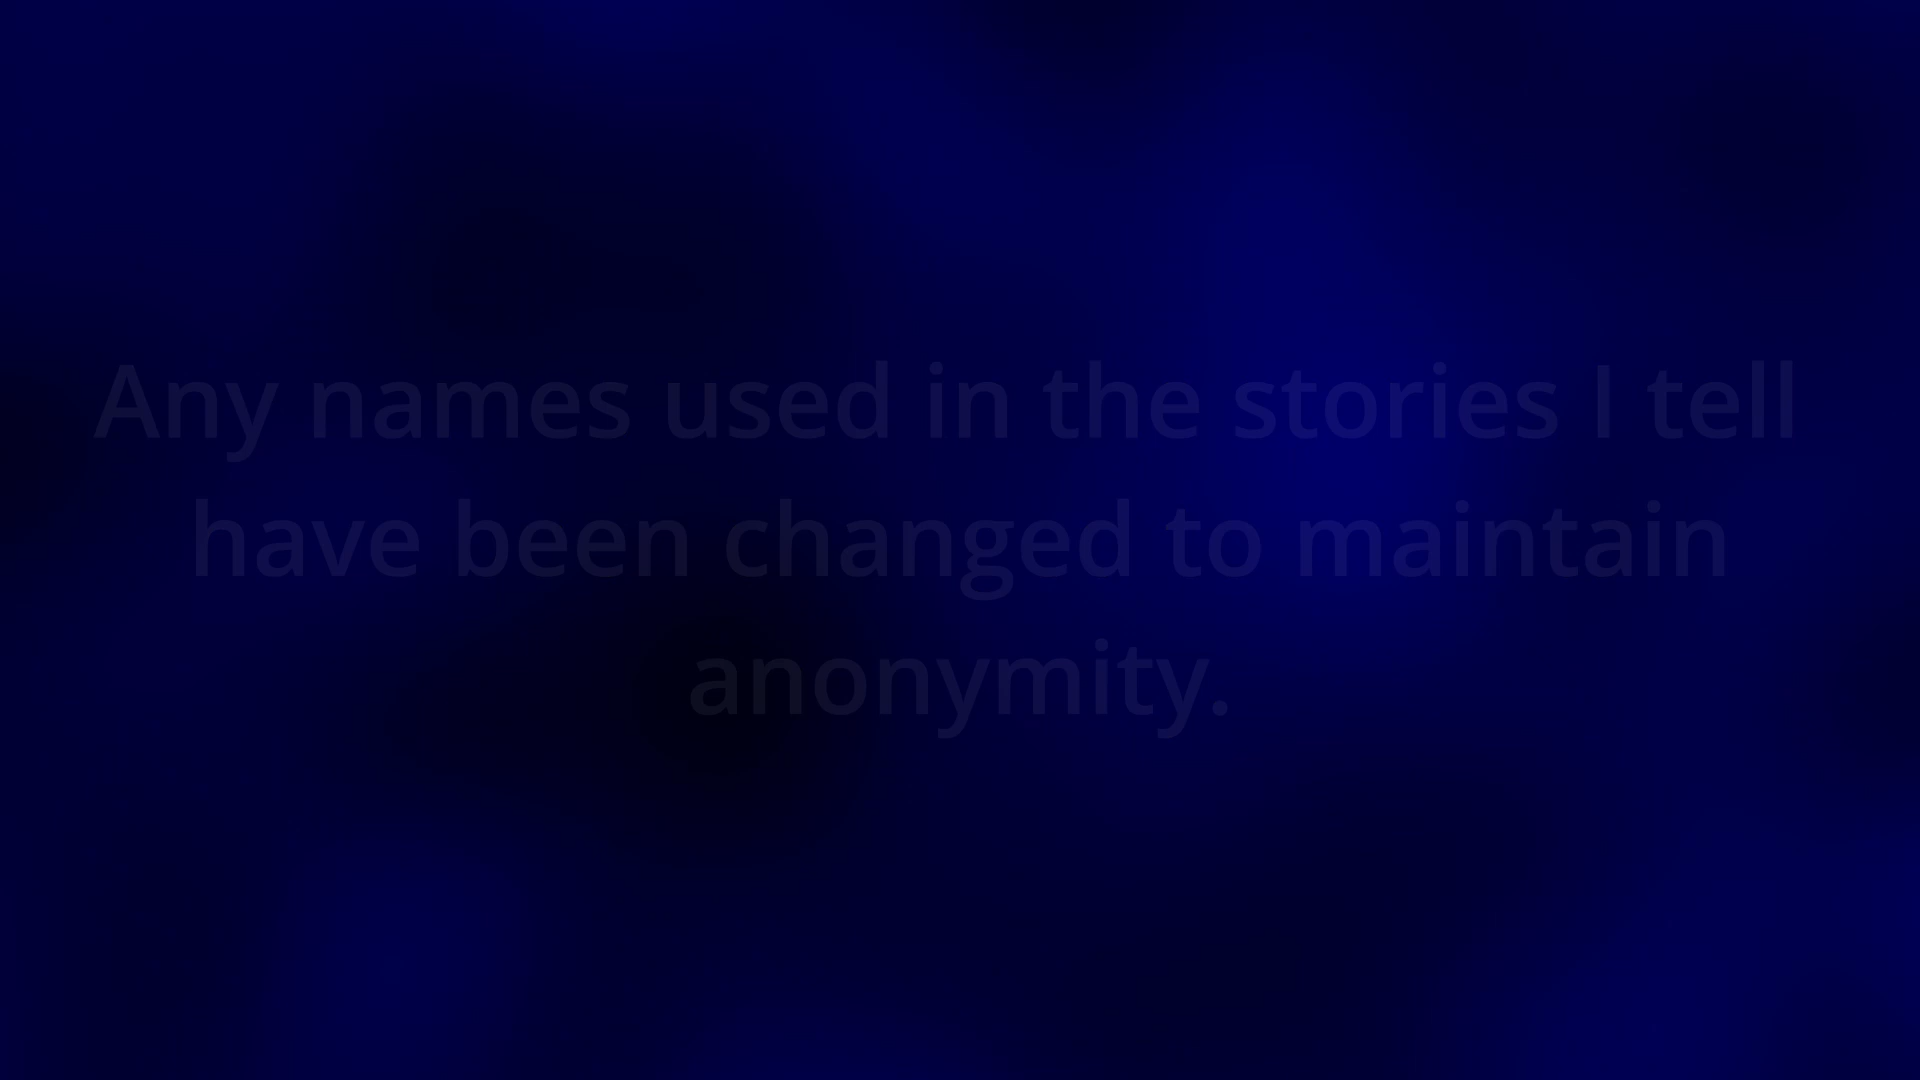 Any names used in the stories I tell
have been changed to maintain
anonymity.